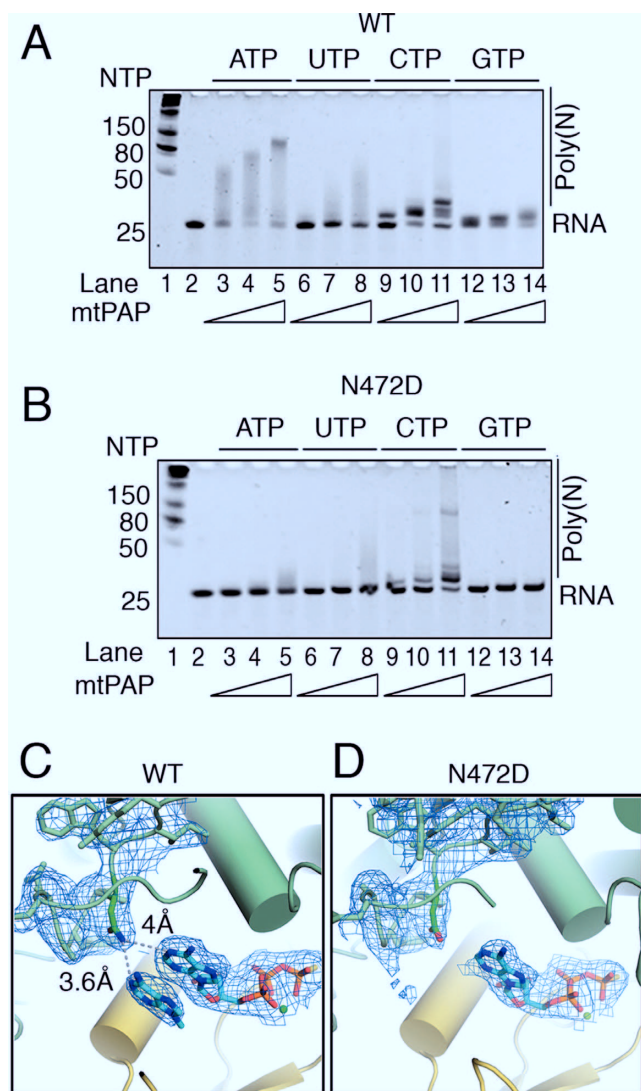 A
WT
NTP ATP UTP CTP GTP
150
80
50
25
Poly(N)
RNA
Lane 1 2 3 4 5 6 7 8 9 10 11 12 13 14
mtPAP
B
N472D
NTP ATP UTP CTP GTP
150
80
50
25
Poly(N)
RNA
Lane 1 2 3 4 5 6 7 8 9 10 11 12 13 14
mtPAP
C WT D N472D
4Å
3.6Å